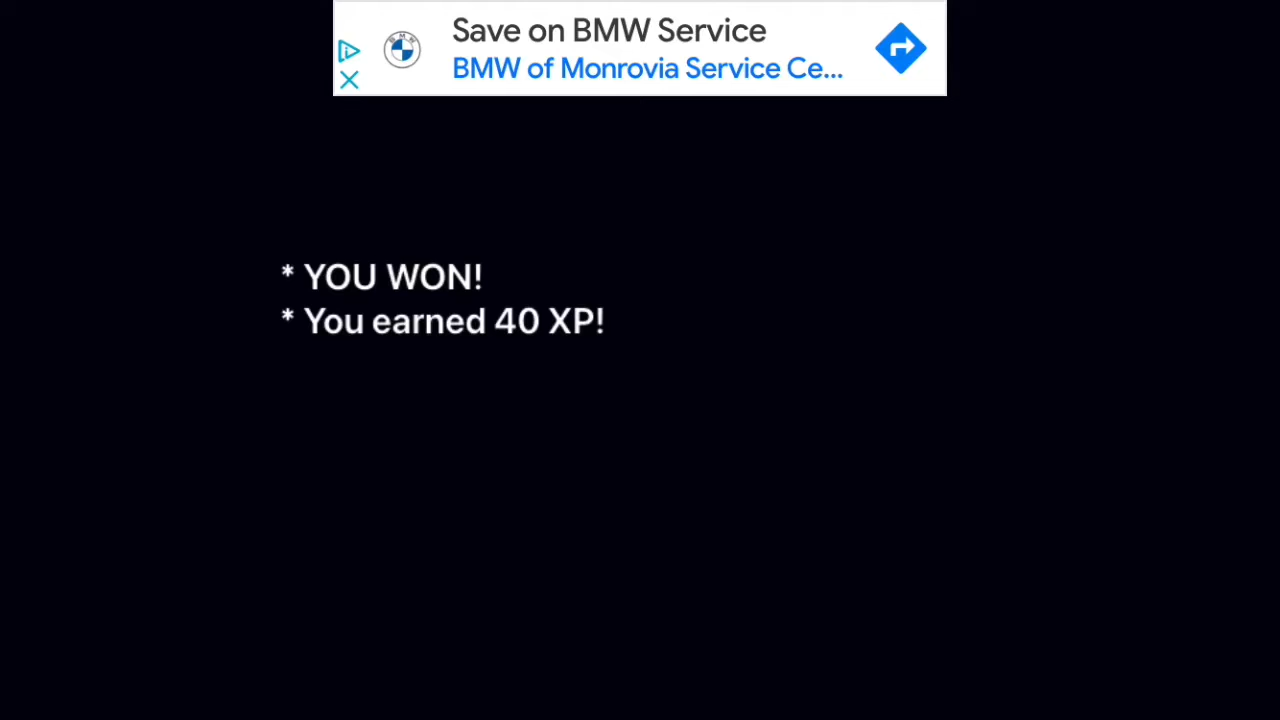 Save on BMW Service
BMW of Monrovia Service Ce...
* YOU WON!
* You earned 40 XP!